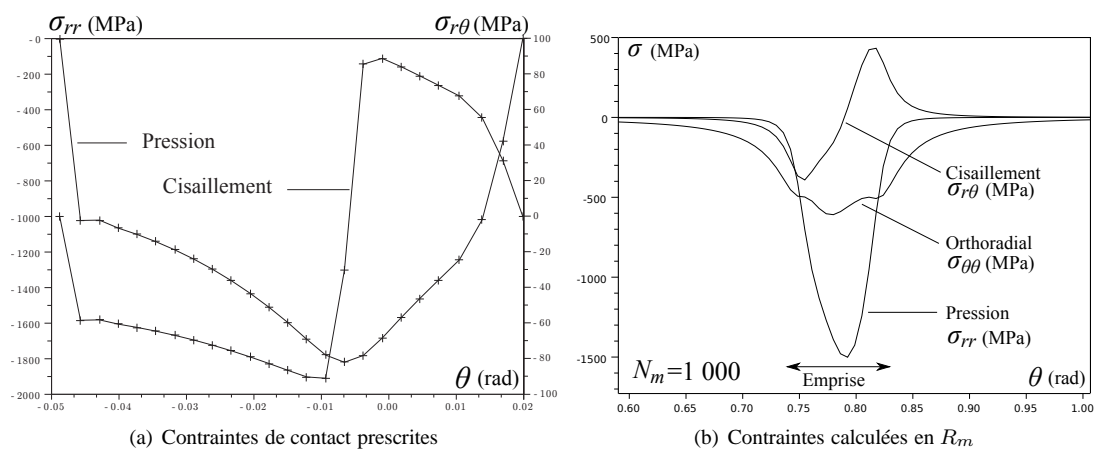 σrr (MPa)
σrθ (MPa)
- 0
- 200
- 400
- 600
- 800
- 1000
- 1200
- 1400
- 1600
- 1800
- 2000
100
80
60
40
20
0
- 20
- 40
- 60
- 80
- 100
Pression
Cisaillement
θ (rad)
- 0.05
- 0.04
- 0.03
- 0.02
- 0.01
0.00
0.01
0.02
(a) Contraintes de contact prescrites
500
0
-500
-1000
-1500
σ (MPa)
Cisaillement
σrθ (MPa)
Orthoradial
σθθ (MPa)
Pression
σrr (MPa)
Nm=1 000
Emprise
θ (rad)
0.60
0.65
0.70
0.75
0.80
0.85
0.90
0.95
1.00
(b) Contraintes calculées en Rm